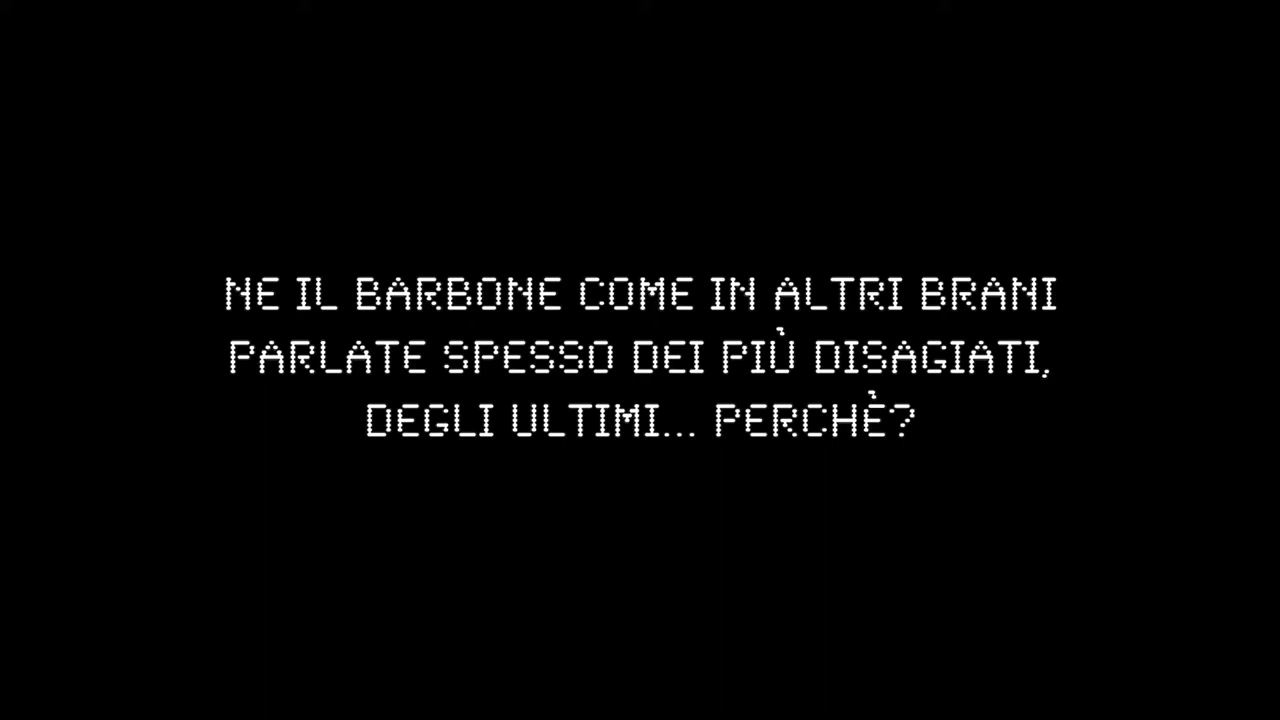 NE IL BARBONE COME IN ALTRI BRANI
PARLATE SPESSO DEI PIÙ DISAGIATI,
DEGLI ULTIMI... PERCHÈ?